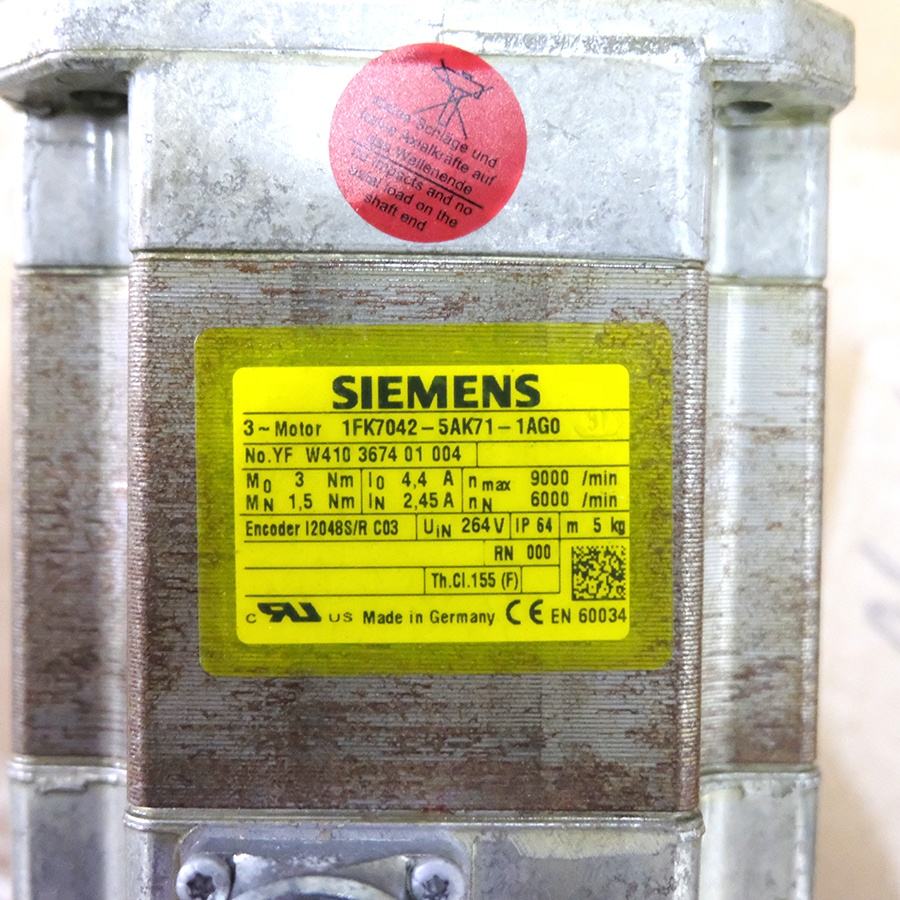 Schläge und
keine Axialkräfte auf
das Wellenende
no impacts and no
axial load on the
shaft end
SIEMENS
3~Motor 1FK7042-5AK71-1AG0
No.YF W410 3674 01 004
M0 3 Nm I0 4,4 A n max 9000 /min
MN 1,5 Nm IN 2,45 A nN 6000 /min
Encoder I2048S/R C03 UIN 264 V IP 64 m 5 kg
RN 000
Th.Cl.155 (F)
c RU US Made in Germany CE EN 60034